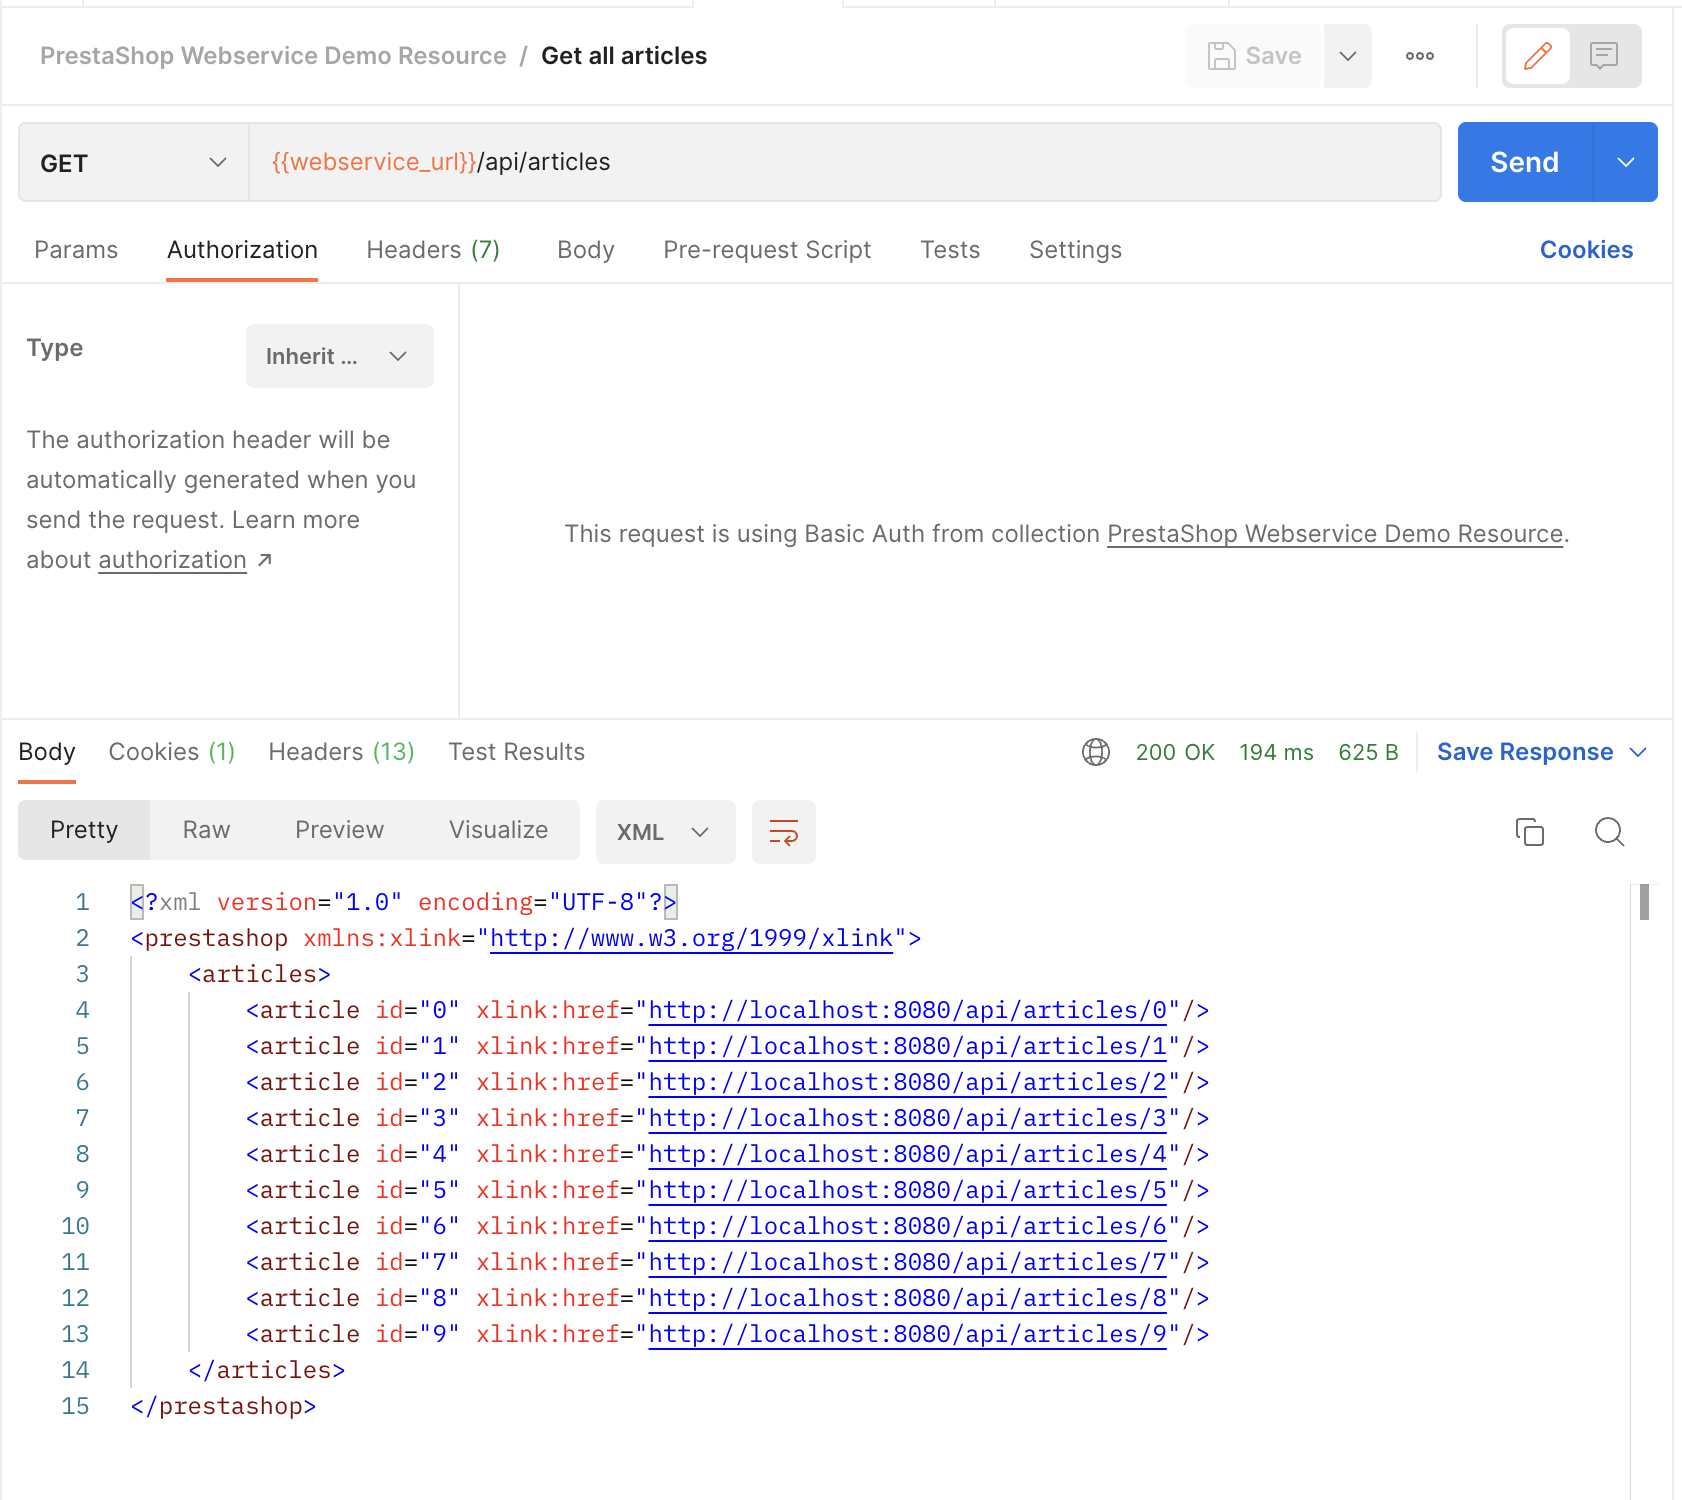 PrestaShop Webservice Demo Resource / Get all articles
Save
GET
{{webservice_url}}/api/articles
Send
Params Authorization Headers (7) Body Pre-request Script Tests Settings Cookies
Type
Inherit ...
The authorization header will be
automatically generated when you
send the request. Learn more
about authorization ↗
This request is using Basic Auth from collection PrestaShop Webservice Demo Resource.
Body Cookies (1) Headers (13) Test Results 200 OK 194 ms 625 B Save Response
Pretty Raw Preview Visualize XML
1 <?xml version="1.0" encoding="UTF-8"?>
2 <prestashop xmlns:xlink="http://www.w3.org/1999/xlink">
3 <articles>
4 <article id="0" xlink:href="http://localhost:8080/api/articles/0"/>
5 <article id="1" xlink:href="http://localhost:8080/api/articles/1"/>
6 <article id="2" xlink:href="http://localhost:8080/api/articles/2"/>
7 <article id="3" xlink:href="http://localhost:8080/api/articles/3"/>
8 <article id="4" xlink:href="http://localhost:8080/api/articles/4"/>
9 <article id="5" xlink:href="http://localhost:8080/api/articles/5"/>
10 <article id="6" xlink:href="http://localhost:8080/api/articles/6"/>
11 <article id="7" xlink:href="http://localhost:8080/api/articles/7"/>
12 <article id="8" xlink:href="http://localhost:8080/api/articles/8"/>
13 <article id="9" xlink:href="http://localhost:8080/api/articles/9"/>
14 </articles>
15 </prestashop>